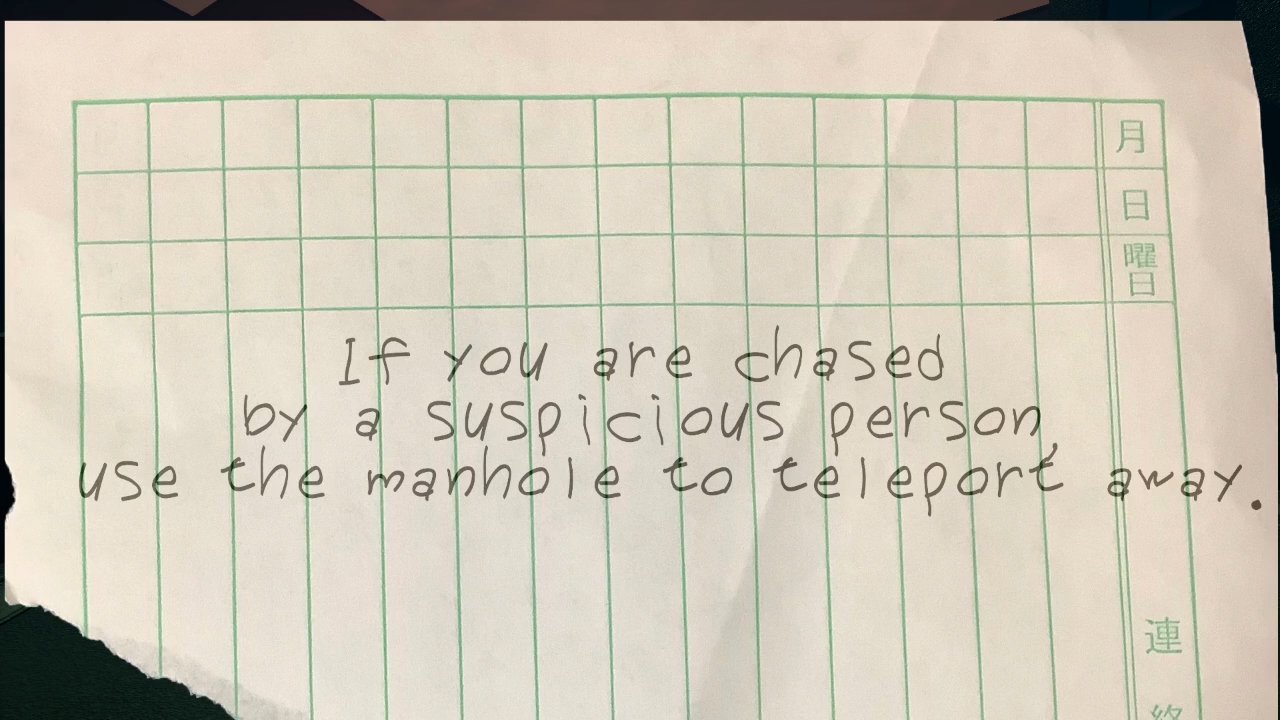 月
日
曜日
If you are chased
by a suspicious person,
use the manhole to teleport away.
連